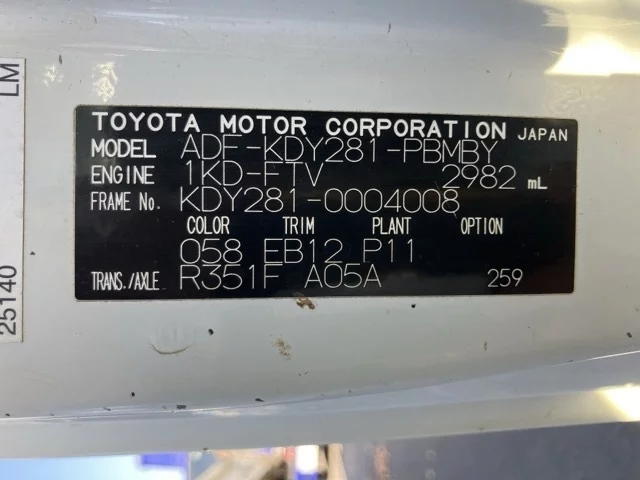 TOYOTA MOTOR CORPORATION JAPAN
MODEL ADF-KDY281-PBMBY
ENGINE 1KD-FTV 2982 mL
FRAME No. KDY281-0004008
COLOR TRIM PLANT OPTION
058 EB12 P11
TRANS./AXLE R351F A05A 259
25140 LM